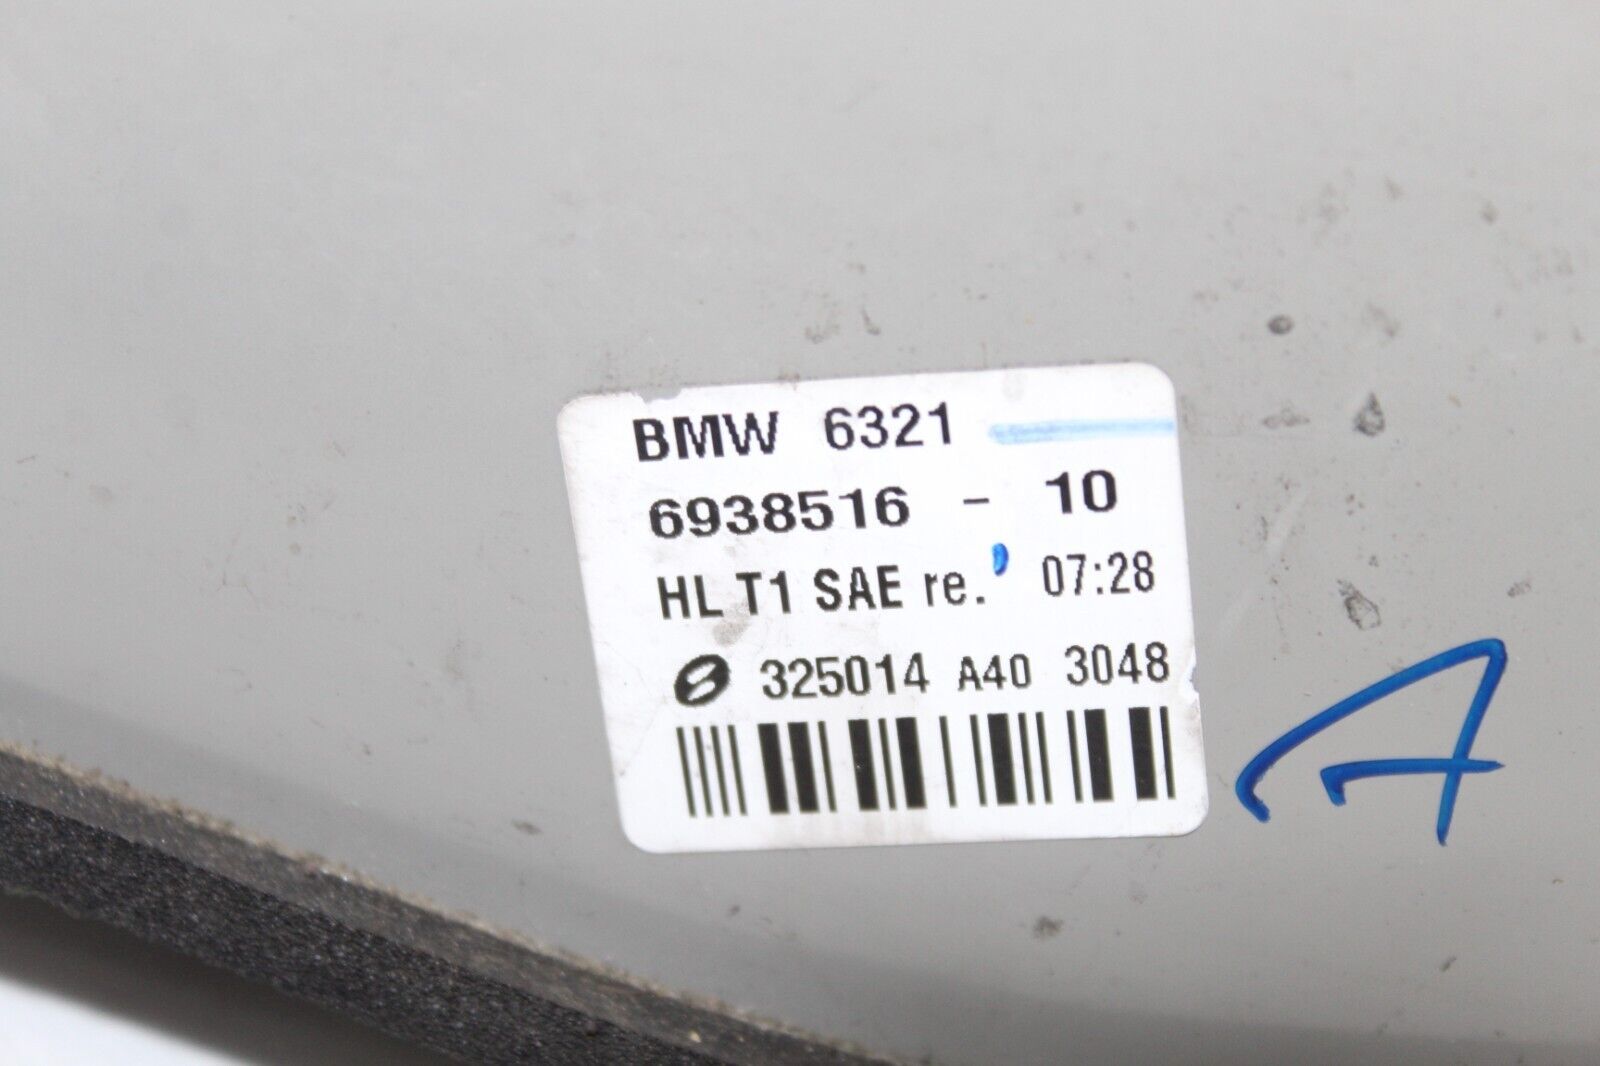 BMW 6321
6938516 - 10
HL T1 SAE re. 07:28
325014 A40 3048
A